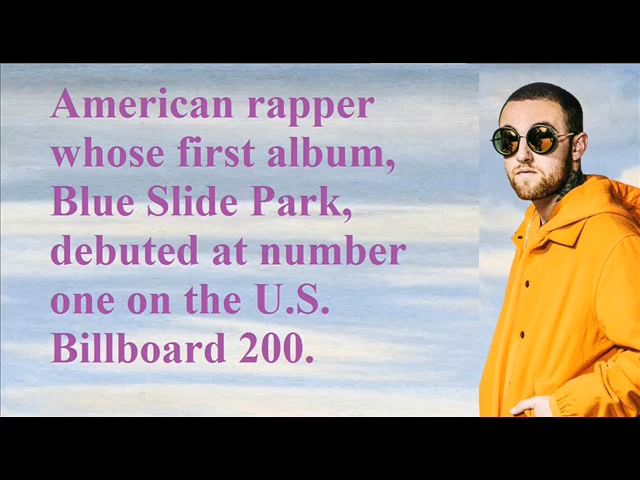 American rapper
whose first album,
Blue Slide Park,
debuted at number
one on the U.S.
Billboard 200.